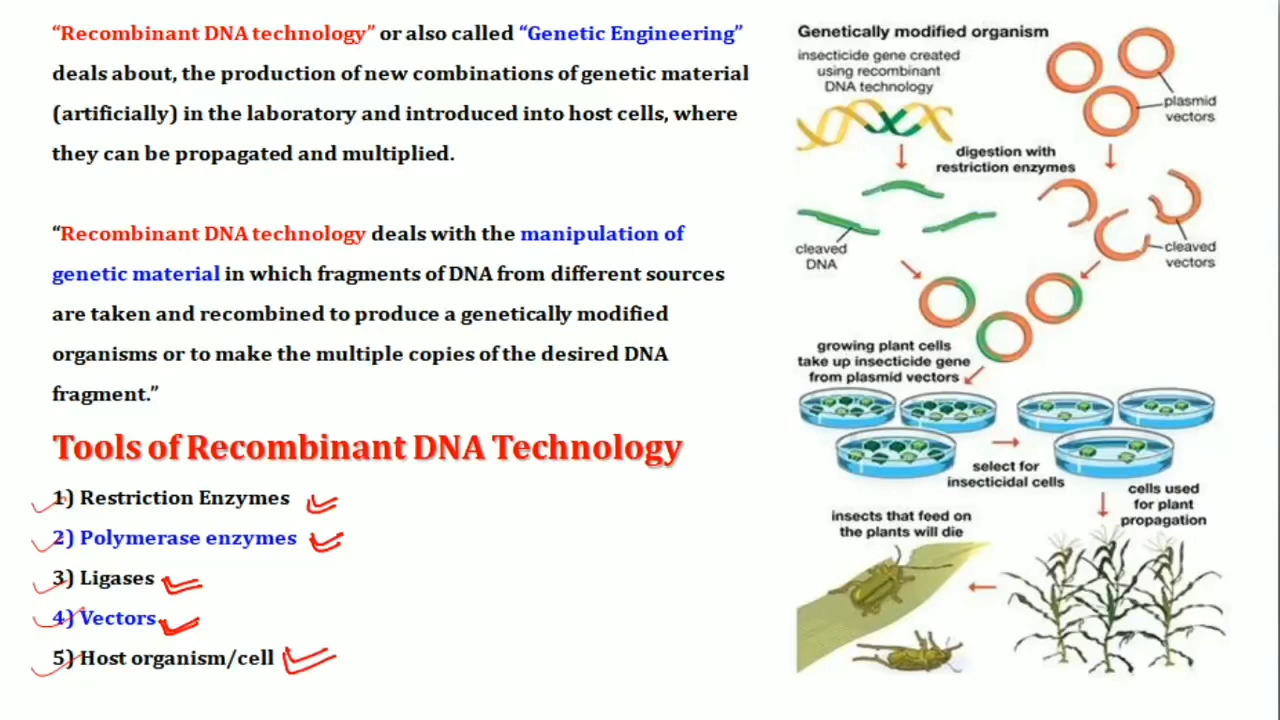 “Recombinant DNA technology” or also called “Genetic Engineering”
deals about, the production of new combinations of genetic material
(artificially) in the laboratory and introduced into host cells, where
they can be propagated and multiplied.
“Recombinant DNA technology deals with the manipulation of
genetic material in which fragments of DNA from different sources
are taken and recombined to produce a genetically modified
organisms or to make the multiple copies of the desired DNA
fragment.”
Tools of Recombinant DNA Technology
1) Restriction Enzymes
2) Polymerase enzymes
3) Ligases
4) Vectors
5) Host organism/cell
Genetically modified organism
insecticide gene created
using recombinant
DNA technology
plasmid
vectors
digestion with
restriction enzymes
cleaved
DNA
cleaved
vectors
growing plant cells
take up insecticide gene
from plasmid vectors
select for
insecticidal cells
cells used
for plant
propagation
insects that feed on
the plants will die